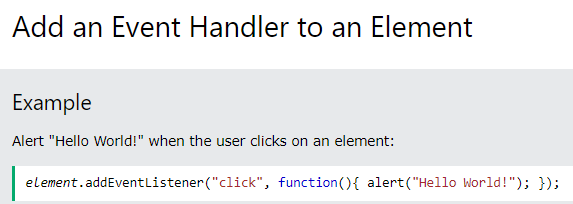 Add an Event Handler to an Element
Example
Alert "Hello World!" when the user clicks on an element:
element.addEventListener("click", function(){ alert("Hello World!"); });